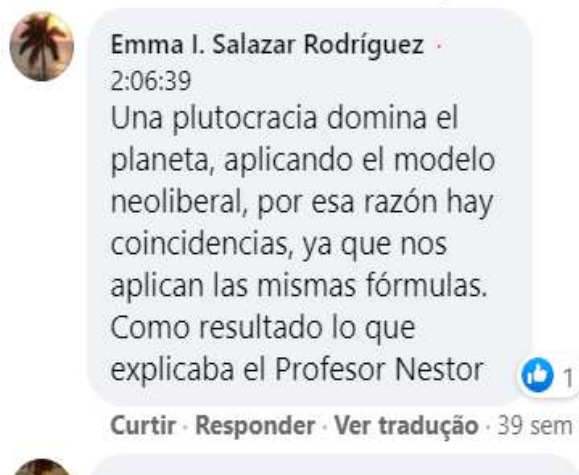 Emma I. Salazar Rodríguez ·
2:06:39
Una plutocracia domina el
planeta, aplicando el modelo
neoliberal, por esa razón hay
coincidencias, ya que nos
aplican las mismas fórmulas.
Como resultado lo que
explicaba el Profesor Nestor
1
Curtir · Responder · Ver tradução · 39 sem